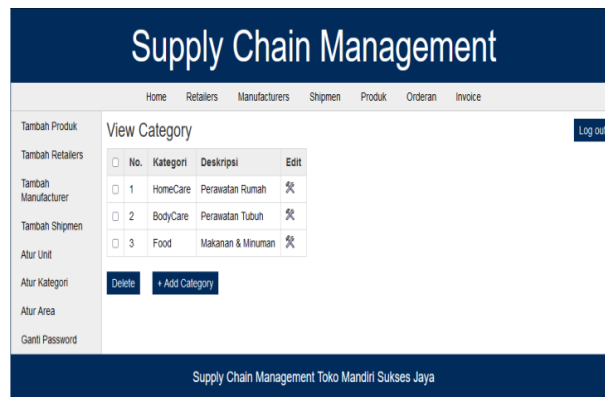 Supply Chain Management
Home Retailers Manufacturers Shipmen Produk Orderan Invoice
Tambah Produk
Tambah Retailers
Tambah
Manufacturer
Tambah Shipmen
Atur Unit
Atur Kategori
Atur Area
Ganti Password
View Category
Log out
No. Kategori Deskripsi Edit
1 HomeCare Perawatan Rumah
2 BodyCare Perawatan Tubuh
3 Food Makanan & Minuman
Delete + Add Category
Supply Chain Management Toko Mandiri Sukses Jaya